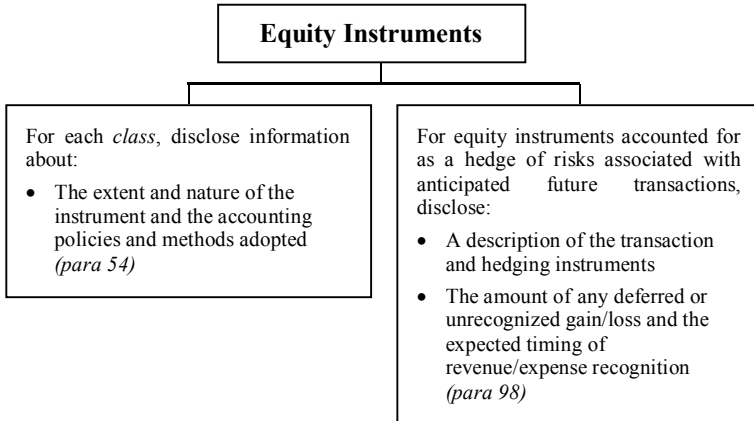 Equity Instruments
For each class, disclose information
about:
• The extent and nature of the
instrument and the accounting
policies and methods adopted
(para 54)
For equity instruments accounted for
as a hedge of risks associated with
anticipated future transactions,
disclose:
• A description of the transaction
and hedging instruments
• The amount of any deferred or
unrecognized gain/loss and the
expected timing of
revenue/expense recognition
(para 98)